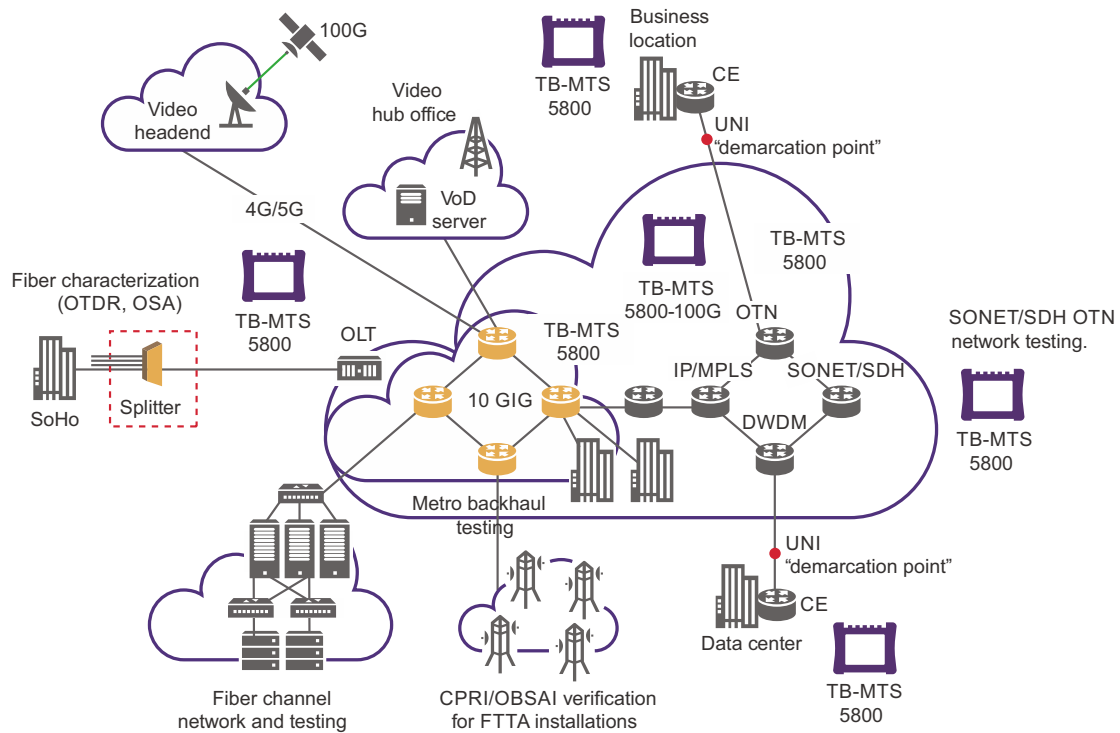 100G
Video
headend
Video
hub office
VoD
server
4G/5G
TB-MTS
5800
Business
location
CE
UNI
“demarcation point”
TB-MTS
5800-100G
TB-MTS
5800
OTN
Fiber characterization
(OTDR, OSA)
TB-MTS
5800
OLT
SoHo
Splitter
TB-MTS
5800
10 GIG
IP/MPLS
SONET/SDH
DWDM
SONET/SDH OTN
network testing.
TB-MTS
5800
Metro backhaul
testing
UNI
“demarcation point”
CE
Data center
TB-MTS
5800
Fiber channel
network and testing
CPRI/OBSAI verification
for FTTA installations